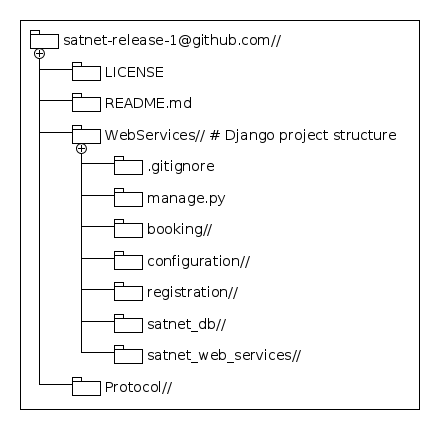 satnet-release-1@github.com//
LICENSE
README.md
WebServices// # Django project structure
.gitignore
manage.py
booking//
configuration//
registration//
satnet_db//
satnet_web_services//
Protocol//